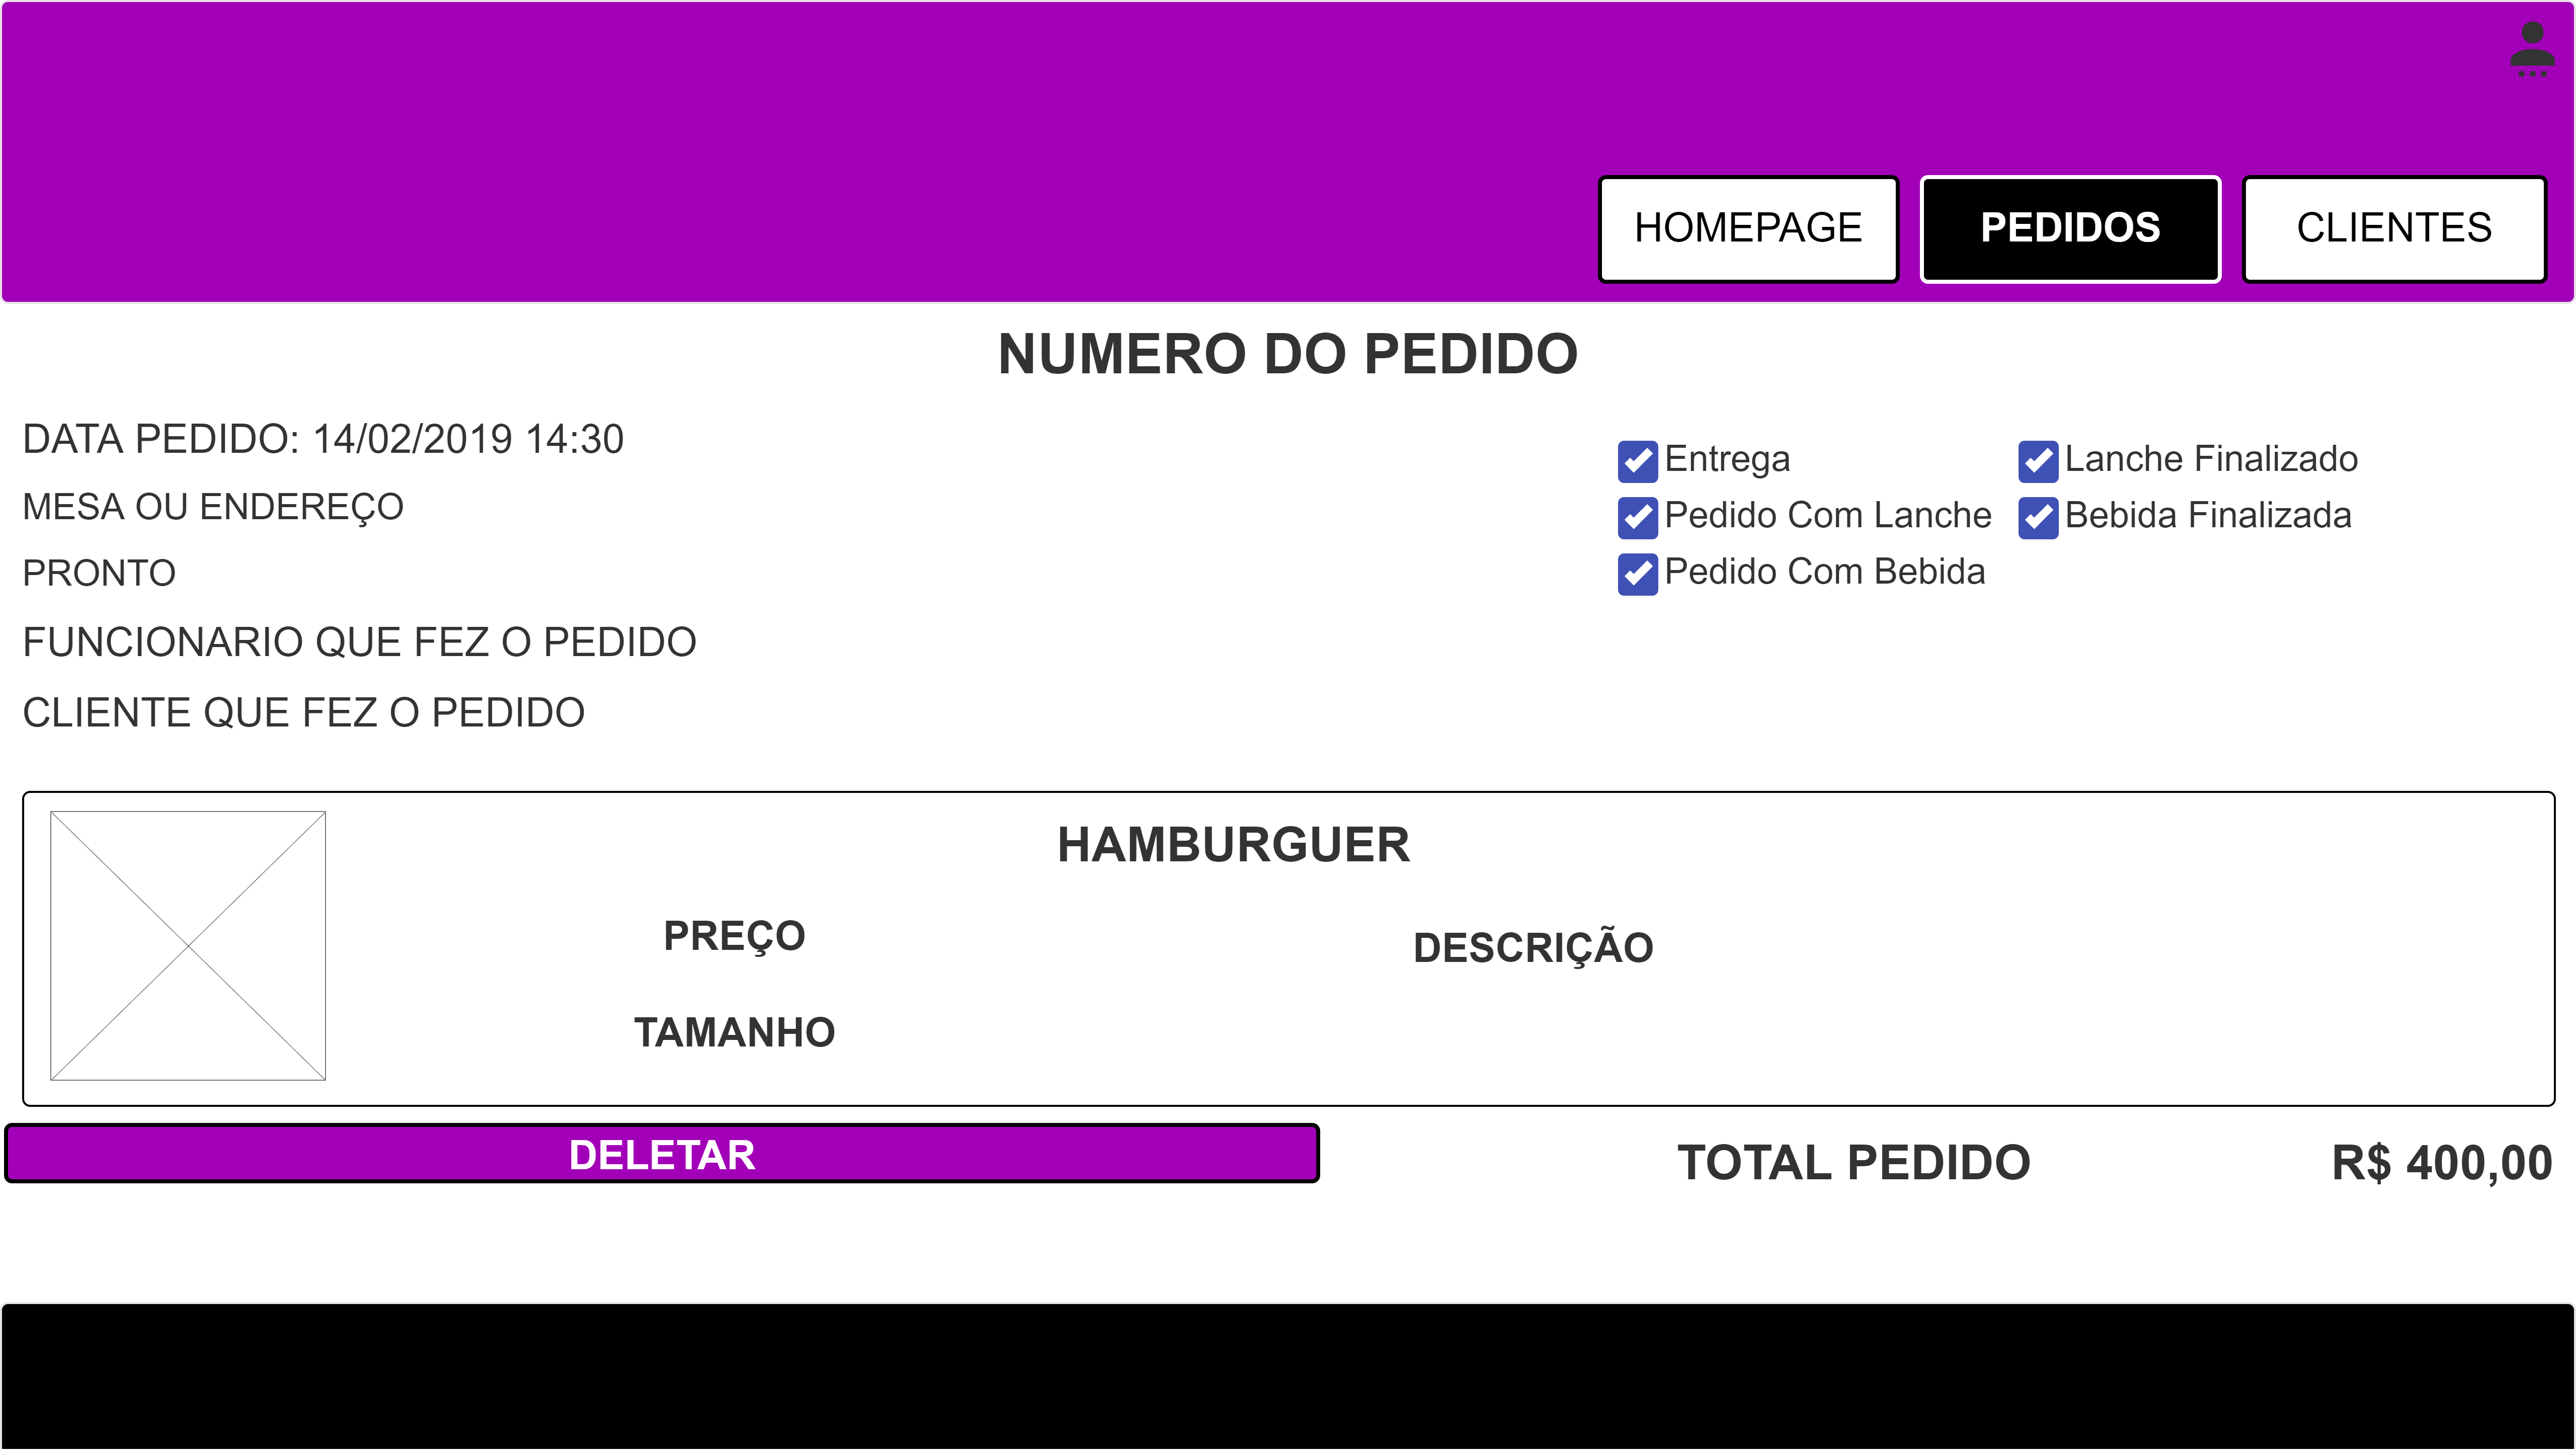 HOMEPAGE
PEDIDOS
CLIENTES
NUMERO DO PEDIDO
DATA PEDIDO: 14/02/2019 14:30
MESA OU ENDEREÇO
PRONTO
FUNCIONARIO QUE FEZ O PEDIDO
CLIENTE QUE FEZ O PEDIDO
Entrega
Pedido Com Lanche
Pedido Com Bebida
Lanche Finalizado
Bebida Finalizada
HAMBURGUER
PREÇO
TAMANHO
DESCRIÇÃO
DELETAR
TOTAL PEDIDO
R$ 400,00